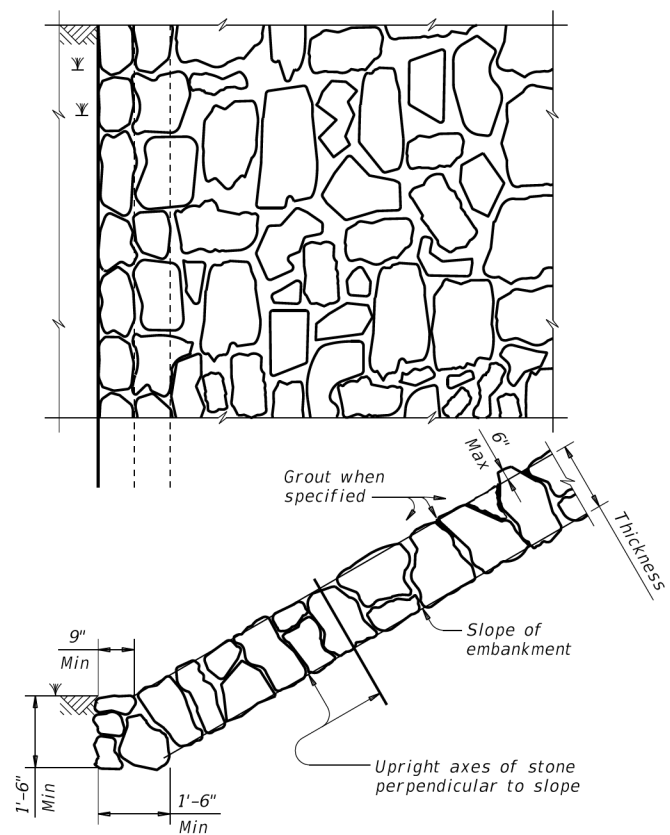 6"
Max
Grout when
specified
Thickness
9"
Min
Slope of
embankment
1'-6"
Min
Upright axes of stone
perpendicular to slope
1'-6"
Min